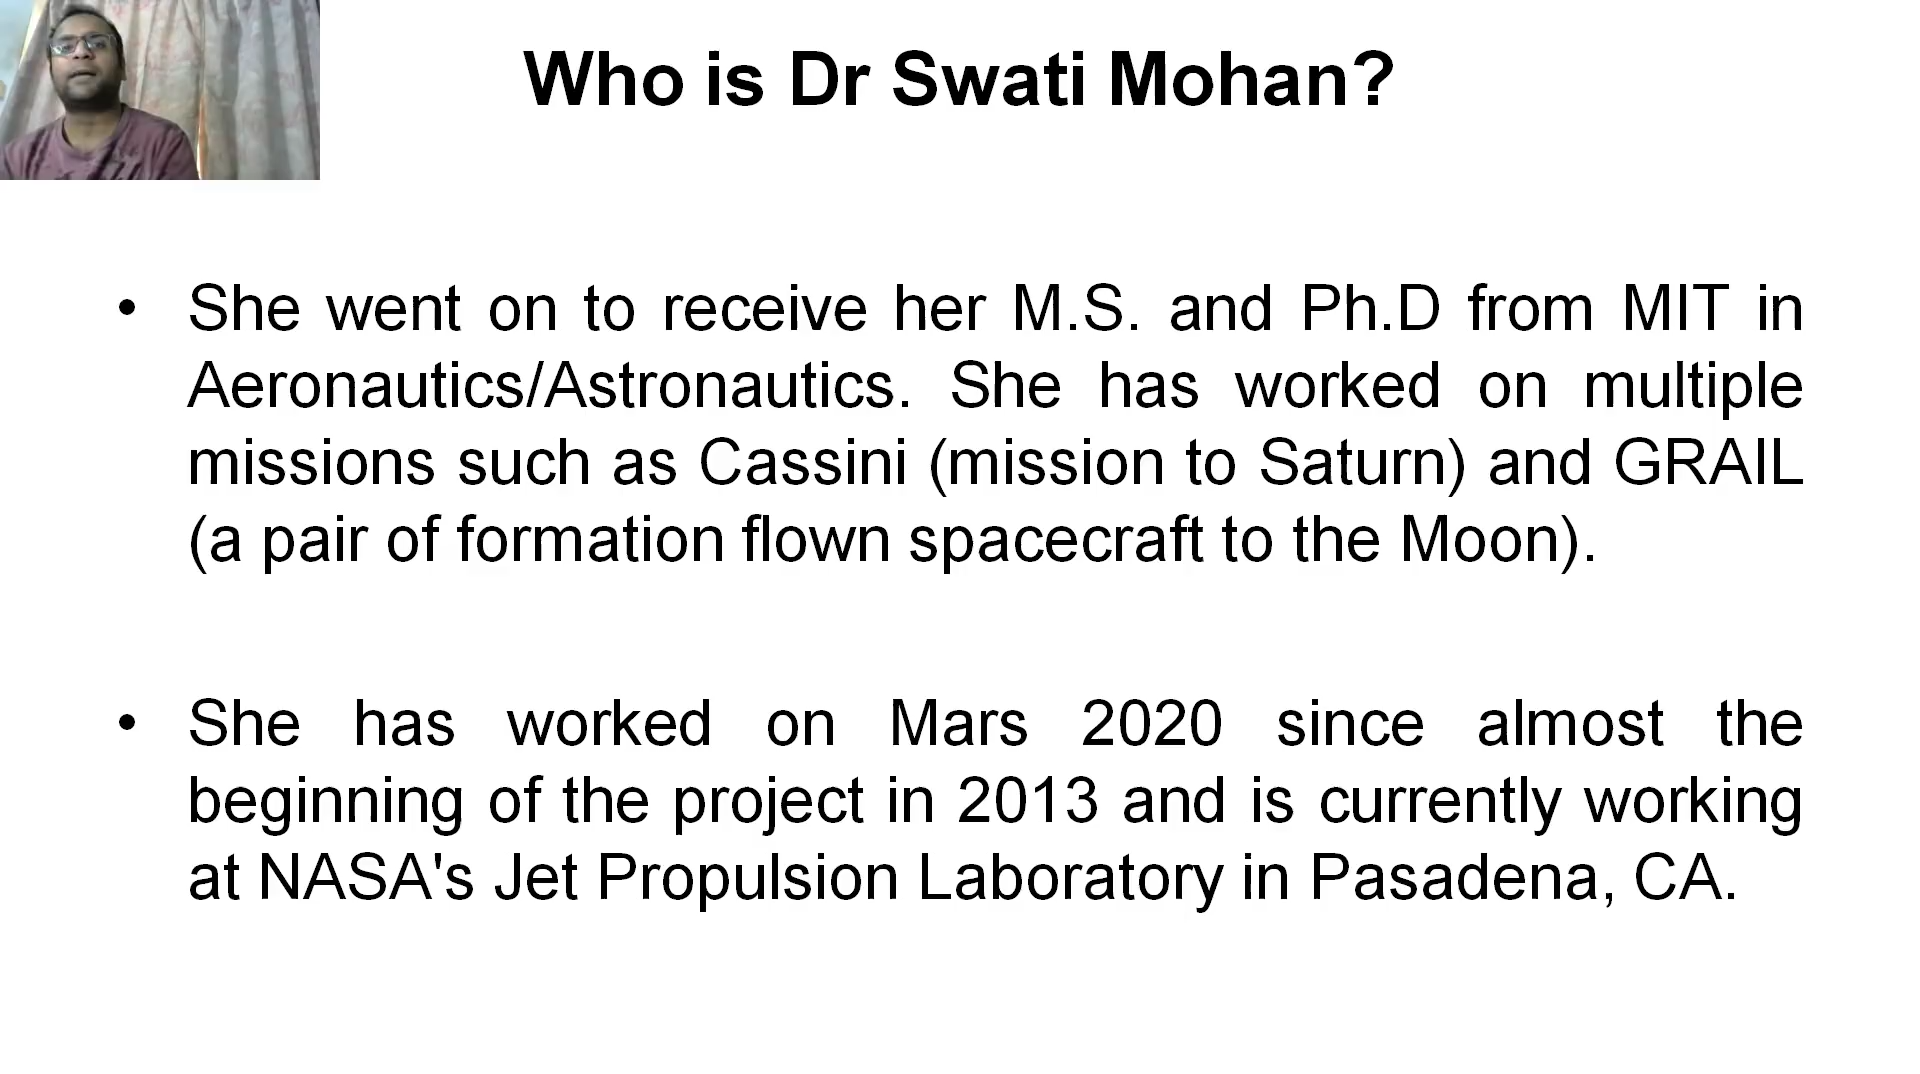 Who is Dr Swati Mohan?
• She went on to receive her M.S. and Ph.D from MIT in
Aeronautics/Astronautics. She has worked on multiple
missions such as Cassini (mission to Saturn) and GRAIL
(a pair of formation flown spacecraft to the Moon).
• She has worked on Mars 2020 since almost the
beginning of the project in 2013 and is currently working
at NASA's Jet Propulsion Laboratory in Pasadena, CA.